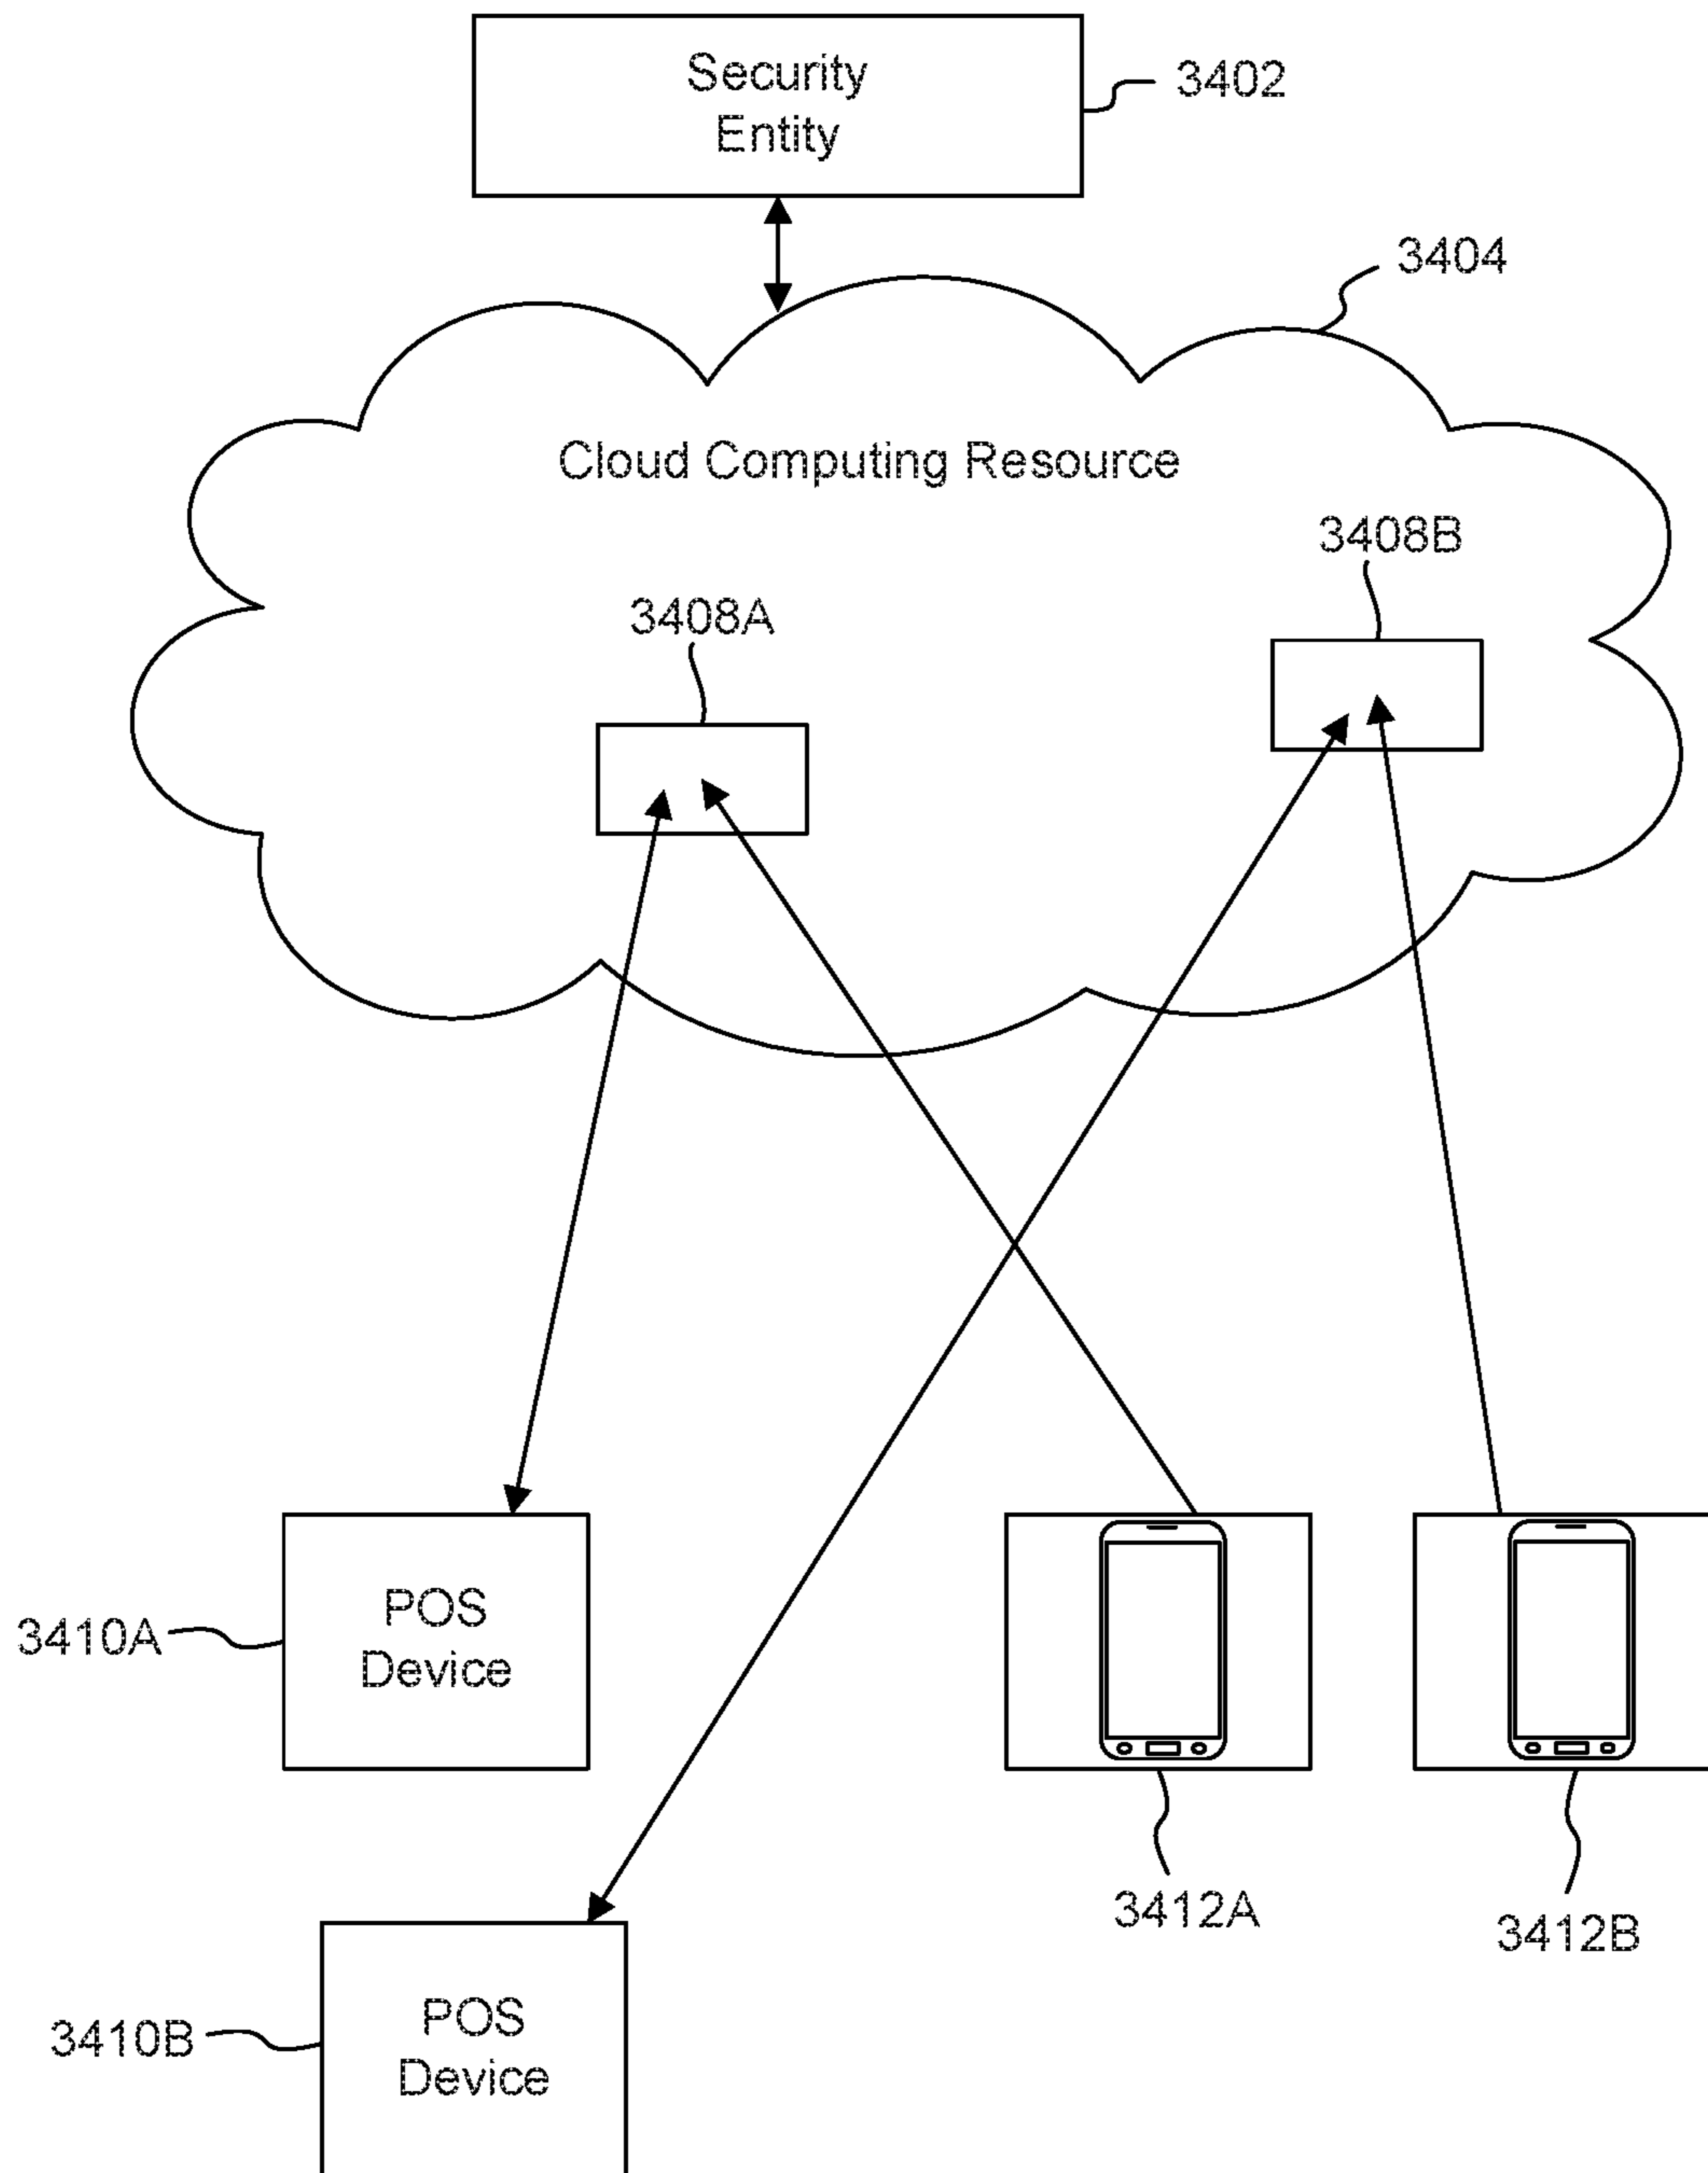 Security
Entity
3402
3404
Cloud Computing Resource
3408B
3408A
POS
Device
3410A
3412A
3412B
POS
Device
3410B